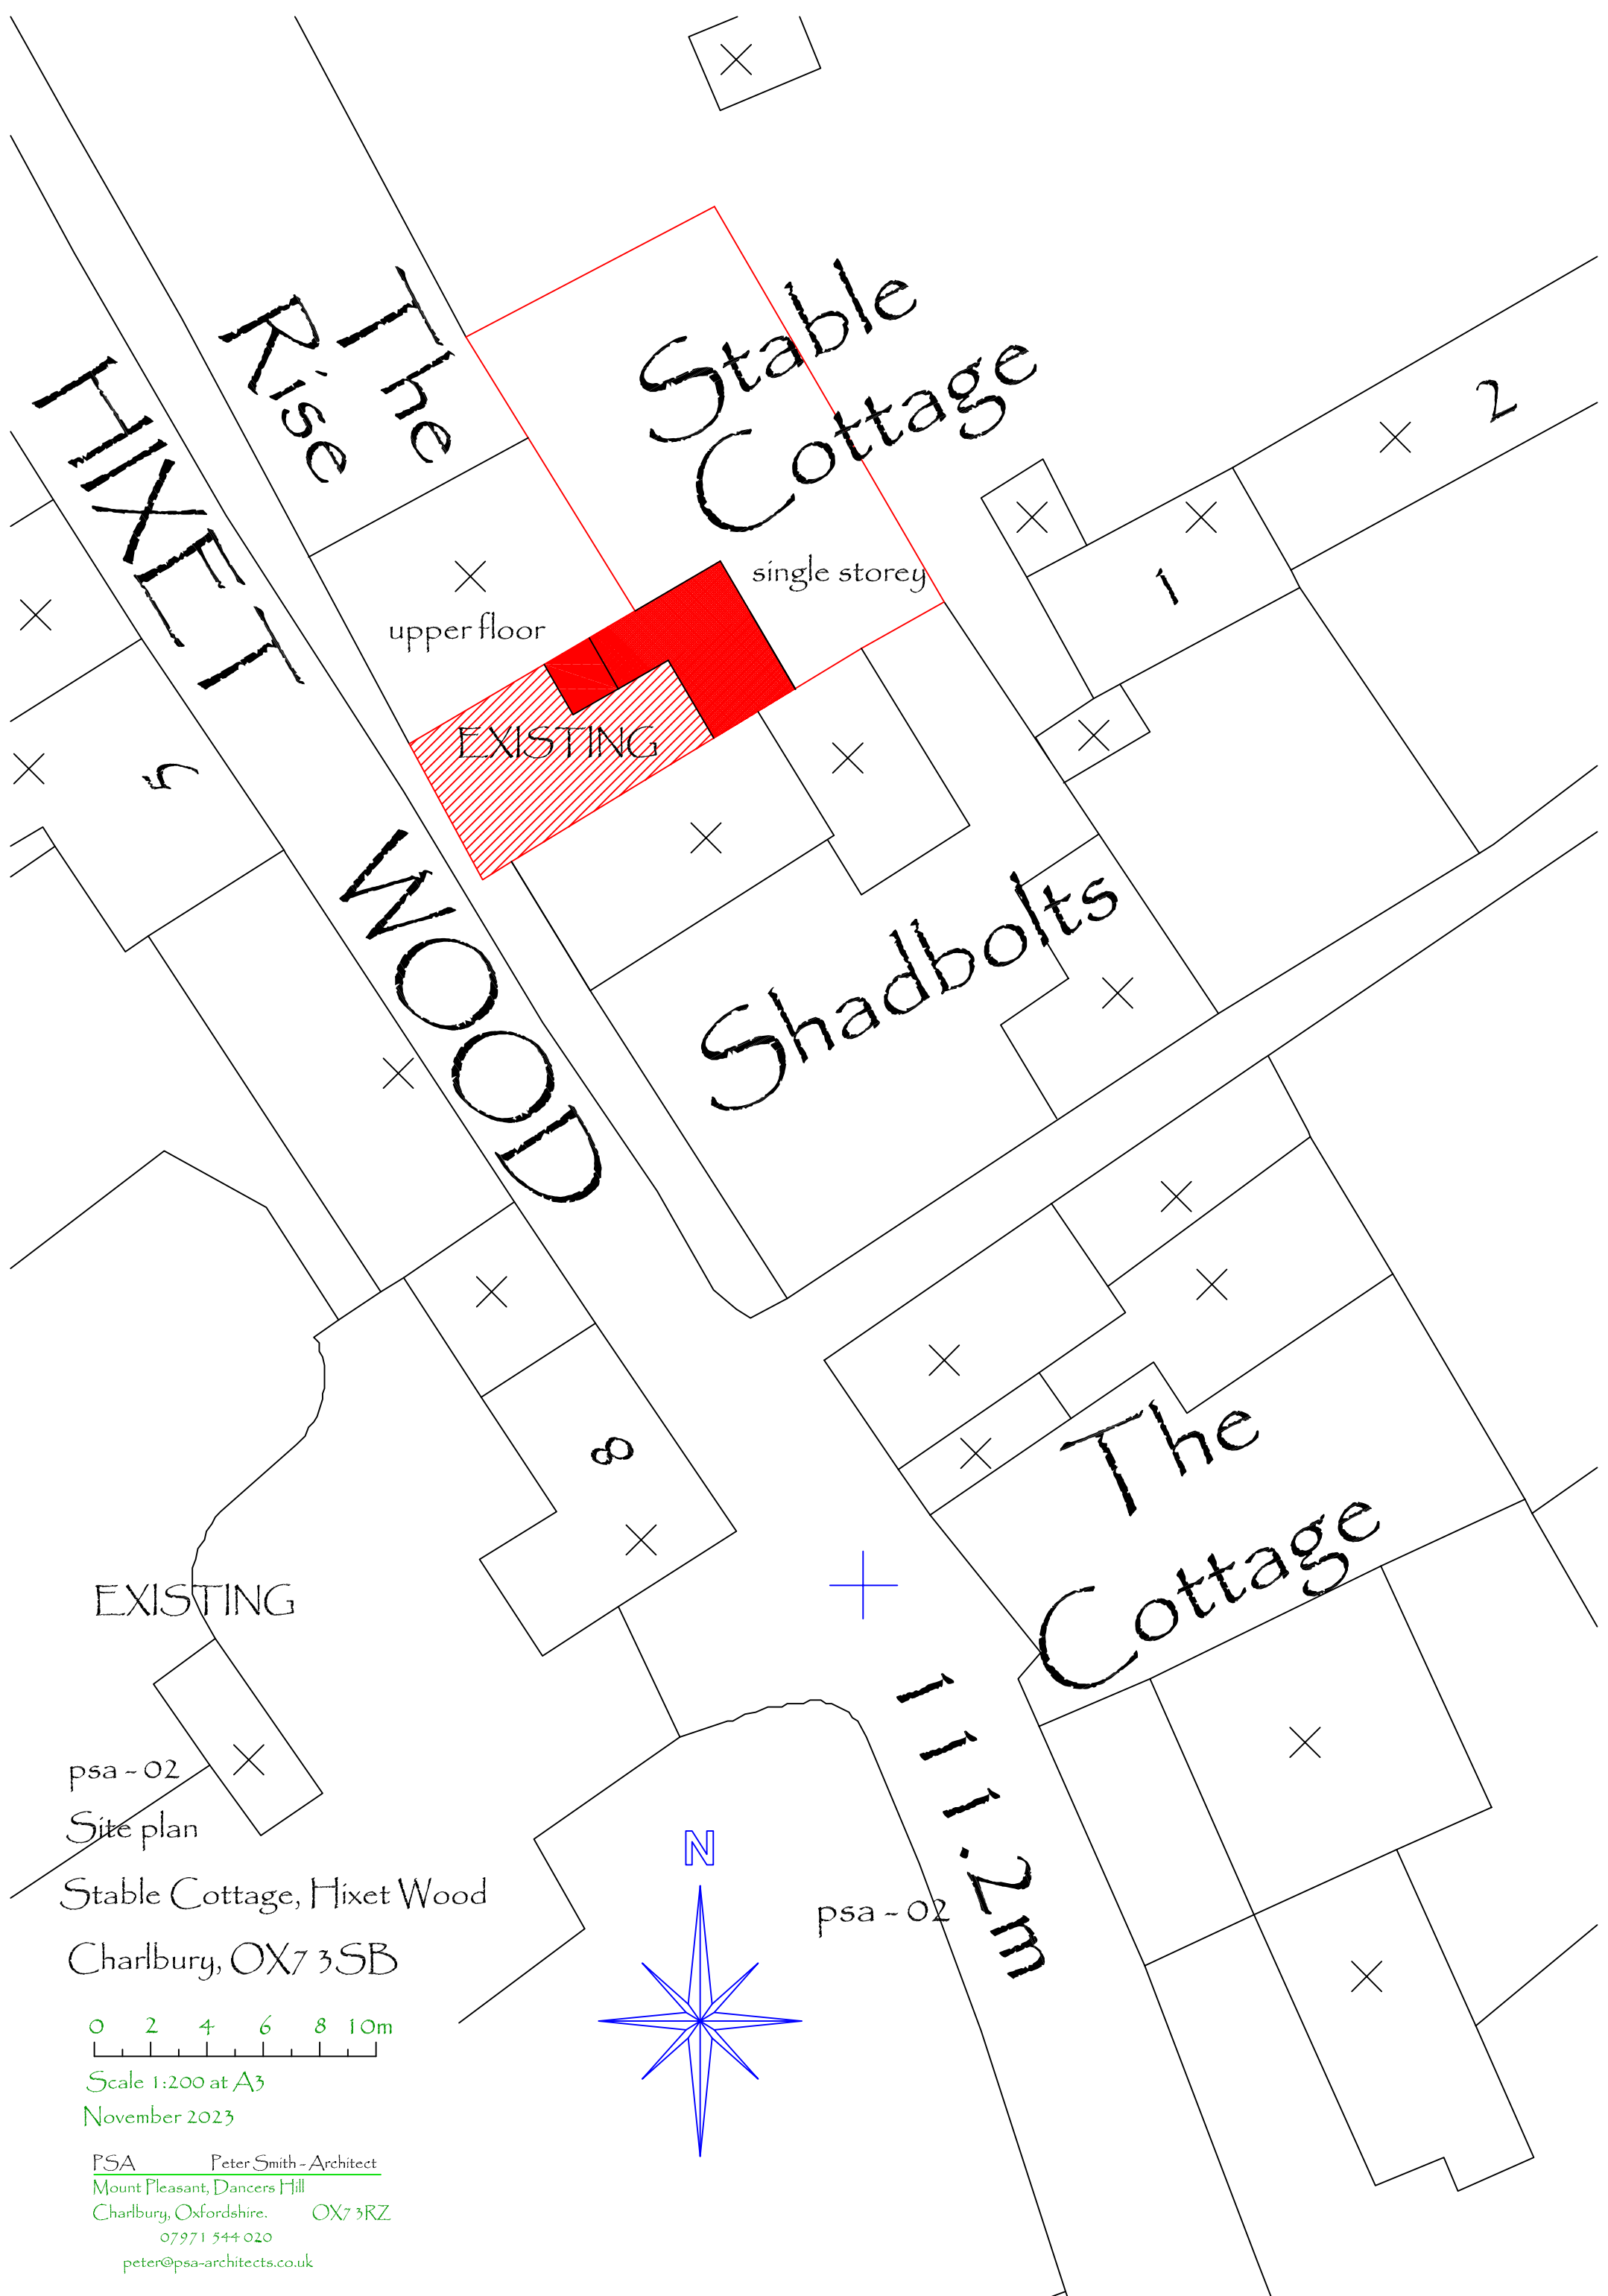 The
Rise
Stable
Cottage
HIXET
WOOD
2
1
single storey
upper floor
EXISTING
5
Shadbolts
8
The
Cottage
EXISTING
111.2m
psa - 02
Site plan
Stable Cottage, Hixet Wood
Charlbury, OX7 3SB
N
psa - 02
0 2 4 6 8 10m
Scale 1:200 at A3
November 2023
PSA Peter Smith - Architect
Mount Pleasant, Dancers Hill
Charlbury, Oxfordshire. OX7 3RZ
07971 544 020
peter@psa-architects.co.uk